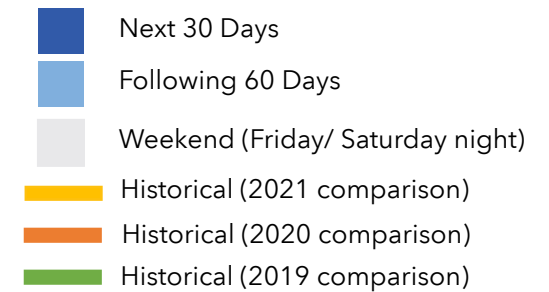 Next 30 Days
Following 60 Days
Weekend (Friday/ Saturday night)
Historical (2021 comparison)
Historical (2020 comparison)
Historical (2019 comparison)